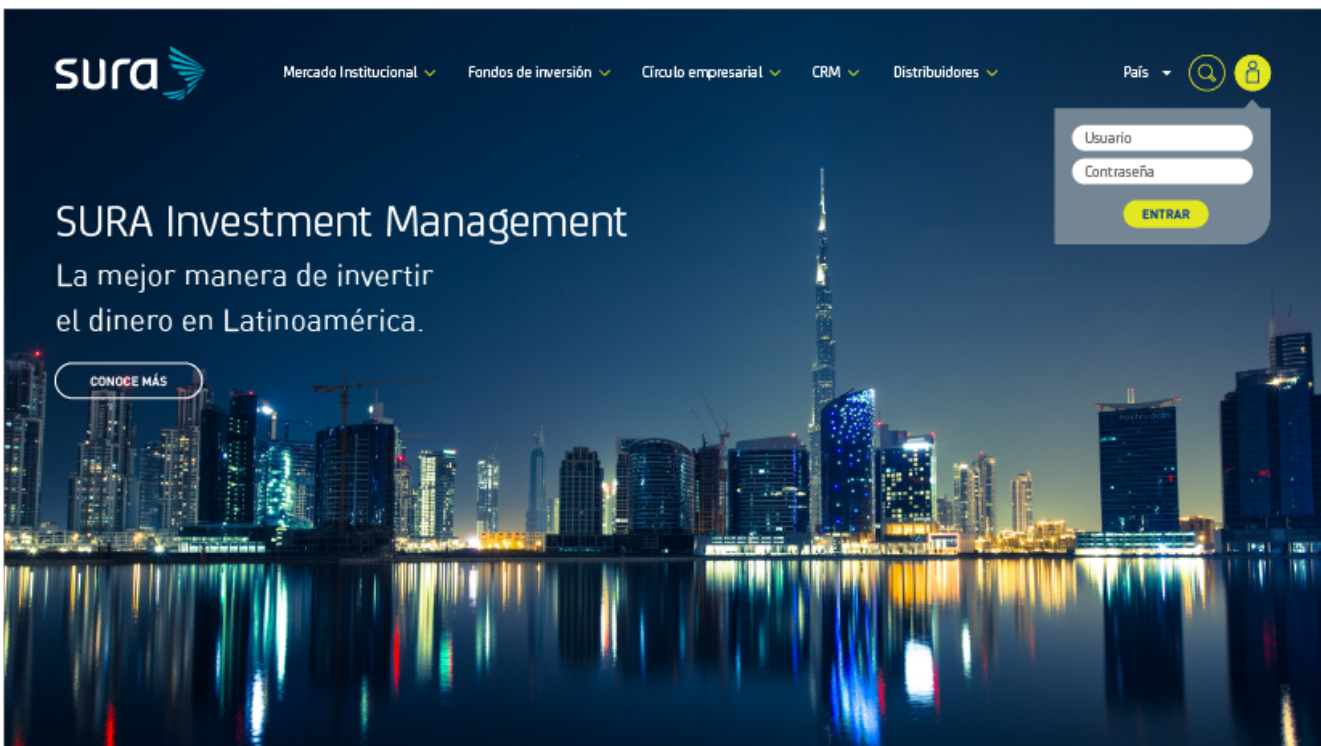 sura
Mercado Institucional
Fondos de inversión
Círculo empresarial
CRM
Distribuidores
País
Usuario
Contraseña
ENTRAR
SURA Investment Management
La mejor manera de invertir
el dinero en Latinoamérica.
CONOCE MÁS
Fakhruddin